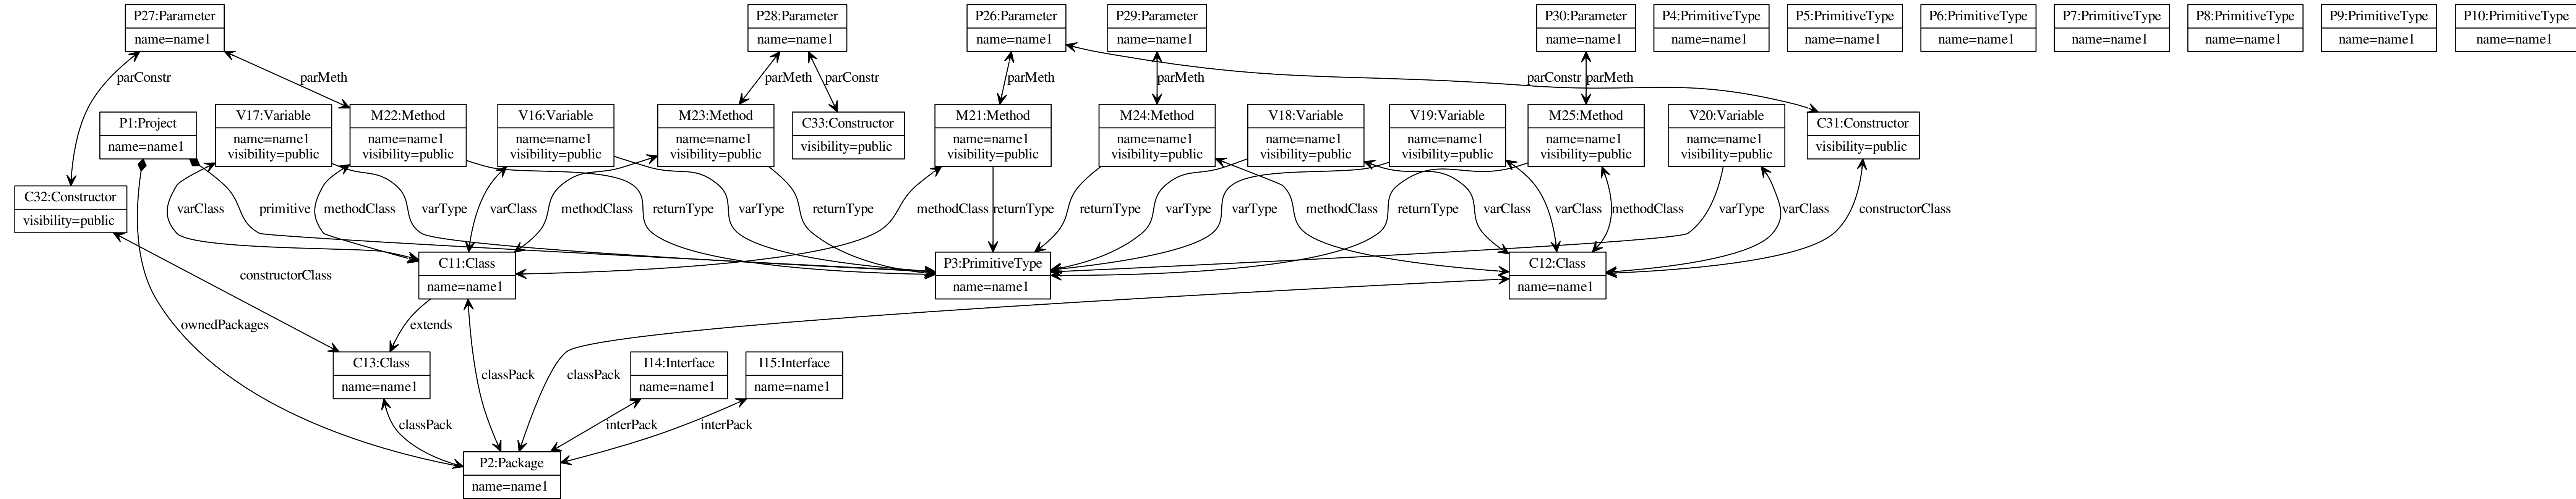 P27:Parameter
name=name1
P28:Parameter
name=name1
P26:Parameter
name=name1
P29:Parameter
name=name1
P30:Parameter
name=name1
P4:PrimitiveType
name=name1
P5:PrimitiveType
name=name1
P6:PrimitiveType
name=name1
P7:PrimitiveType
name=name1
P8:PrimitiveType
name=name1
P9:PrimitiveType
name=name1
P10:PrimitiveType
name=name1
parConstr
parMeth
parMeth
parConstr
parMeth
parMeth
parConstr
parMeth
P1:Project
name=name1
V17:Variable
name=name1
visibility=public
M22:Method
name=name1
visibility=public
V16:Variable
name=name1
visibility=public
M23:Method
name=name1
visibility=public
C33:Constructor
visibility=public
M21:Method
name=name1
visibility=public
M24:Method
name=name1
visibility=public
V18:Variable
name=name1
visibility=public
V19:Variable
name=name1
visibility=public
M25:Method
name=name1
visibility=public
V20:Variable
name=name1
visibility=public
C31:Constructor
visibility=public
C32:Constructor
visibility=public
varClass
primitive
methodClass
varType
varClass
methodClass
returnType
varType
returnType
methodClass
returnType
returnType
varType
varType
methodClass
returnType
varClass
varClass
methodClass
varType
varClass
constructorClass
constructorClass
C11:Class
name=name1
P3:PrimitiveType
name=name1
C12:Class
name=name1
ownedPackages
extends
C13:Class
name=name1
classPack
classPack
I14:Interface
name=name1
I15:Interface
name=name1
classPack
interPack
interPack
P2:Package
name=name1